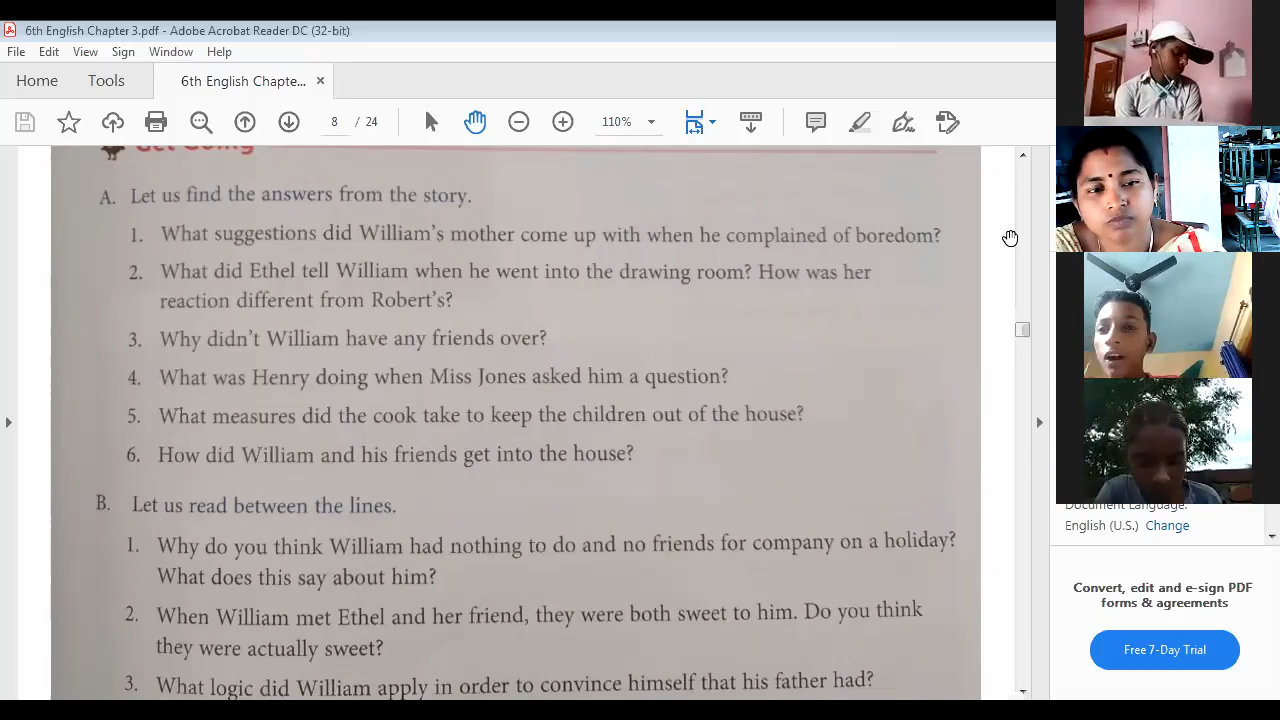 6th English Chapter 3.pdf - Adobe Acrobat Reader DC (32-bit)
File Edit View Sign Window Help
Home Tools 6th English Chapte... ×
8 / 24 110%
Get Going
A. Let us find the answers from the story.
1. What suggestions did William's mother come up with when he complained of boredom?
2. What did Ethel tell William when he went into the drawing room? How was her
reaction different from Robert's?
3. Why didn't William have any friends over?
4. What was Henry doing when Miss Jones asked him a question?
5. What measures did the cook take to keep the children out of the house?
6. How did William and his friends get into the house?
B. Let us read between the lines.
1. Why do you think William had nothing to do and no friends for company on a holiday?
What does this say about him?
2. When William met Ethel and her friend, they were both sweet to him. Do you think
they were actually sweet?
3. What logic did William apply in order to convince himself that his father had?
Document Language:
English (U.S.) Change
Convert, edit and e-sign PDF
forms & agreements
Free 7-Day Trial